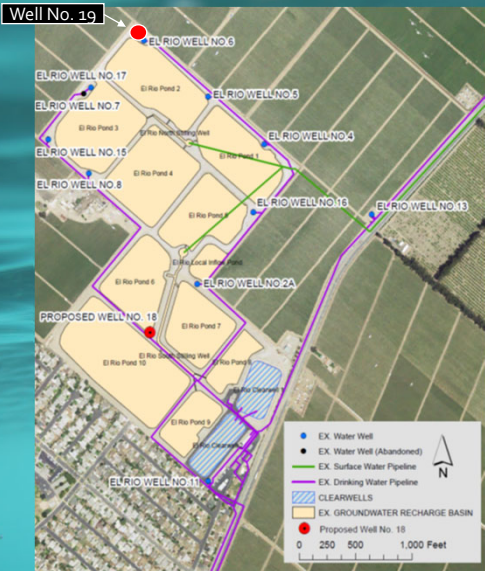 Well No. 19
EL RIO WELL NO.6
El Rio Pond 2
EL RIO WELL NO.17
EL RIO WELL NO.5
EL RIO WELL NO.7
El Rio Pond 3
El Rio North Stilling Well
EL RIO WELL NO.4
EL RIO WELL NO.15
El Rio Pond 1
El Rio Pond 4
EL RIO WELL NO.8
EL RIO WELL NO.16
EL RIO WELL NO.13
El Rio Local Inflow Pond
El Rio Pond 6
EL RIO WELL NO.2A
PROPOSED WELL NO. 18
El Rio Pond 7
El Rio South Stilling Well
El Rio Pond 10
El Rio Pond
El Rio Clearwell
El Rio Pond 9
El Rio Clearwell
EL RIO WELL NO.11
EX. Water Well
EX. Water Well (Abandoned)
EX. Surface Water Pipeline
EX. Drinking Water Pipeline
CLEARWELLS
EX. GROUNDWATER RECHARGE BASIN
Proposed Well No. 18
N
0 250 500 1,000 Feet